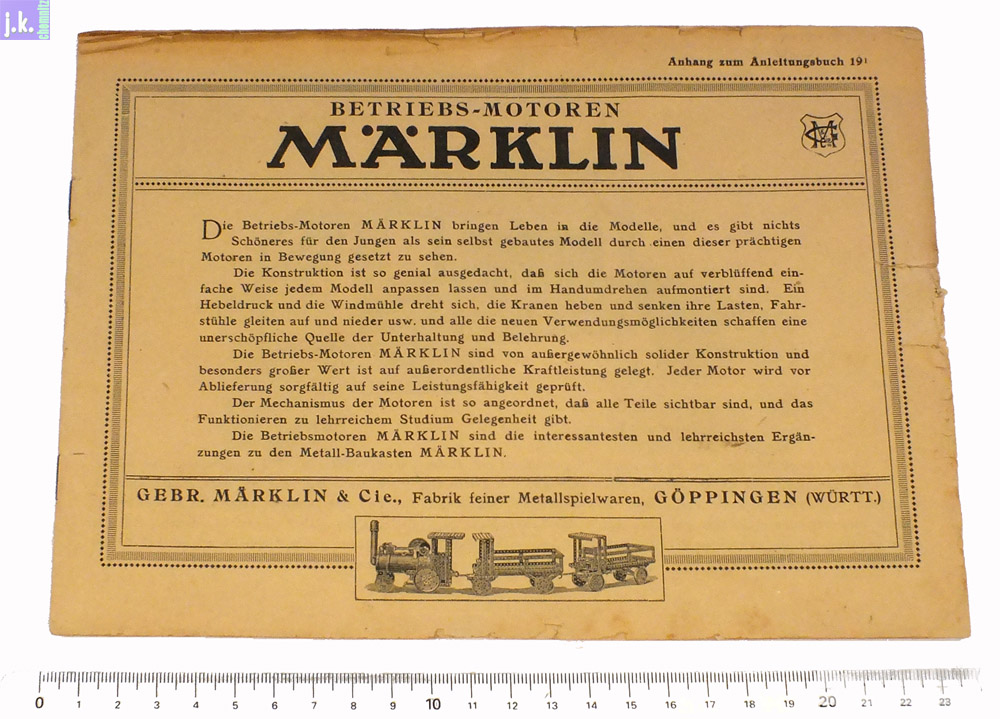 j.k.
chemnitz
Anhang zum Anleitungsbuch 191
BETRIEBS-MOTOREN
MÄRKLIN
Die Betriebs-Motoren MÄRKLIN bringen Leben in die Modelle, und es gibt nichts
Schöneres für den Jungen als sein selbst gebautes Modell durch einen dieser prächtigen
Motoren in Bewegung gesetzt zu sehen.
Die Konstruktion ist so genial ausgedacht, daß sich die Motoren auf verblüffend ein-
fache Weise jedem Modell anpassen lassen und im Handumdrehen aufmontiert sind. Ein
Hebeldruck und die Windmühle dreht sich, die Kranen heben und senken ihre Lasten, Fahr-
stühle gleiten auf und nieder usw. und alle die neuen Verwendungsmöglichkeiten schaffen eine
unerschöpfliche Quelle der Unterhaltung und Belehrung.
Die Betriebs-Motoren MÄRKLIN sind von außergewöhnlich solider Konstruktion und
besonders großer Wert ist auf außerordentliche Kraftleistung gelegt. Jeder Motor wird vor
Ablieferung sorgfältig auf seine Leistungsfähigkeit geprüft.
Der Mechanismus der Motoren ist so angeordnet, daß alle Teile sichtbar sind, und das
Funktionieren zu lehrreichem Studium Gelegenheit gibt.
Die Betriebsmotoren MÄRKLIN sind die interessantesten und lehrreichsten Ergän-
zungen zu den Metall-Baukasten MÄRKLIN.
GEBR. MÄRKLIN & Cie., Fabrik feiner Metallspielwaren, GÖPPINGEN (WÜRTT.)
0 1 2 3 4 5 6 7 8 9 10 11 12 13 14 15 16 17 18 19 20 21 22 23